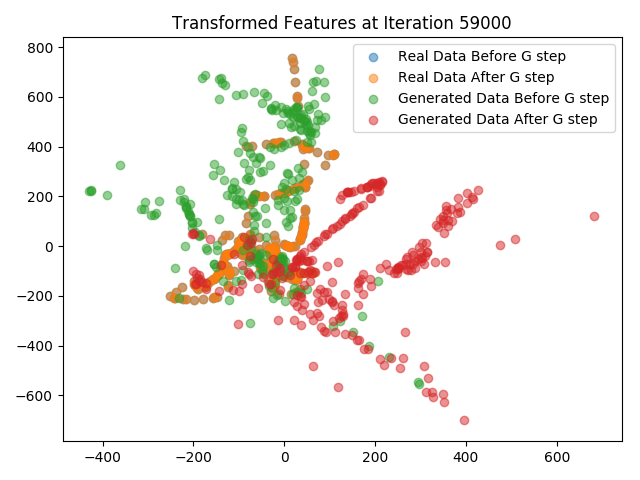 Transformed Features at Iteration 59000
Real Data Before G step
Real Data After G step
Generated Data Before G step
Generated Data After G step
800
600
400
200
0
−200
−400
−600
−400 −200 0 200 400 600